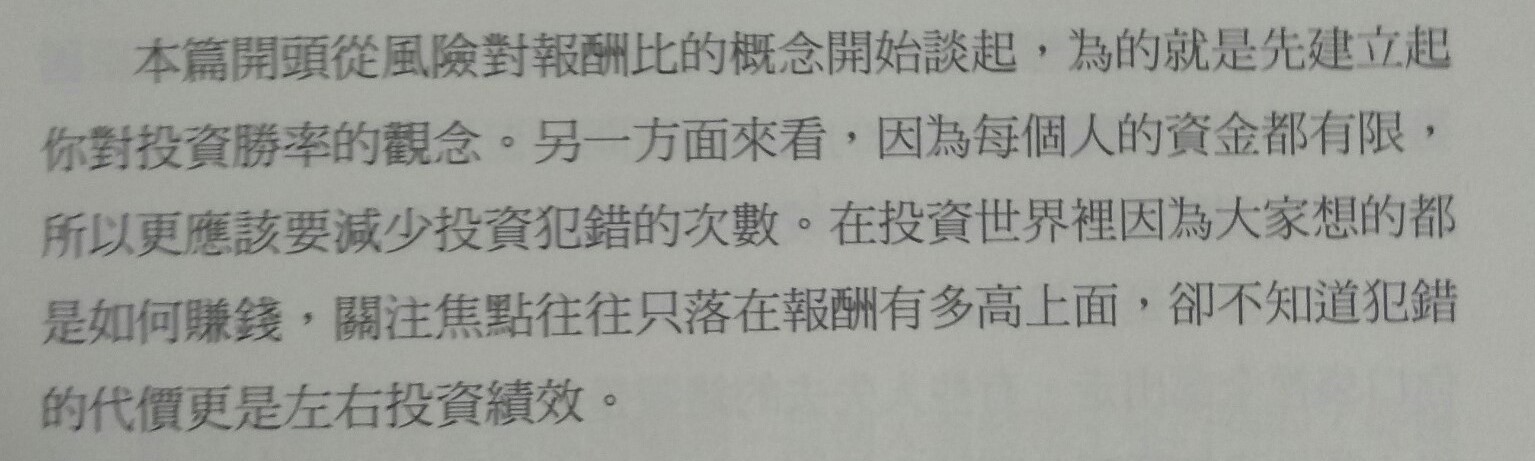 本篇開頭從風險對報酬比的概念開始談起，為的就是先建立起
你對投資勝率的觀念。另一方面來看，因為每個人的資金都有限，
所以更應該要減少投資犯錯的次數。在投資世界裡因為大家想的都
是如何賺錢，關注焦點往往只落在報酬有多高上面，卻不知道犯錯
的代價更是左右投資績效。